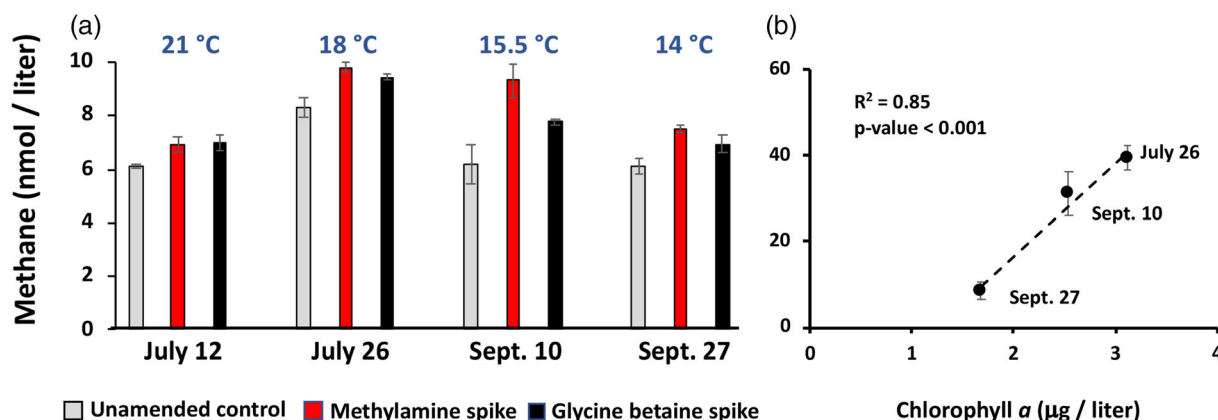 (a)
21 °C 18 °C 15.5 °C 14 °C
Methane (nmol / liter)
10
8
6
4
2
0
July 12 July 26 Sept. 10 Sept. 27
Unamended control Methylamine spike Glycine betaine spike
(b)
60
40
20
0
R² = 0.85
p-value < 0.001
July 26
Sept. 10
Sept. 27
0 1 2 3 4
Chlorophyll a (µg / liter)